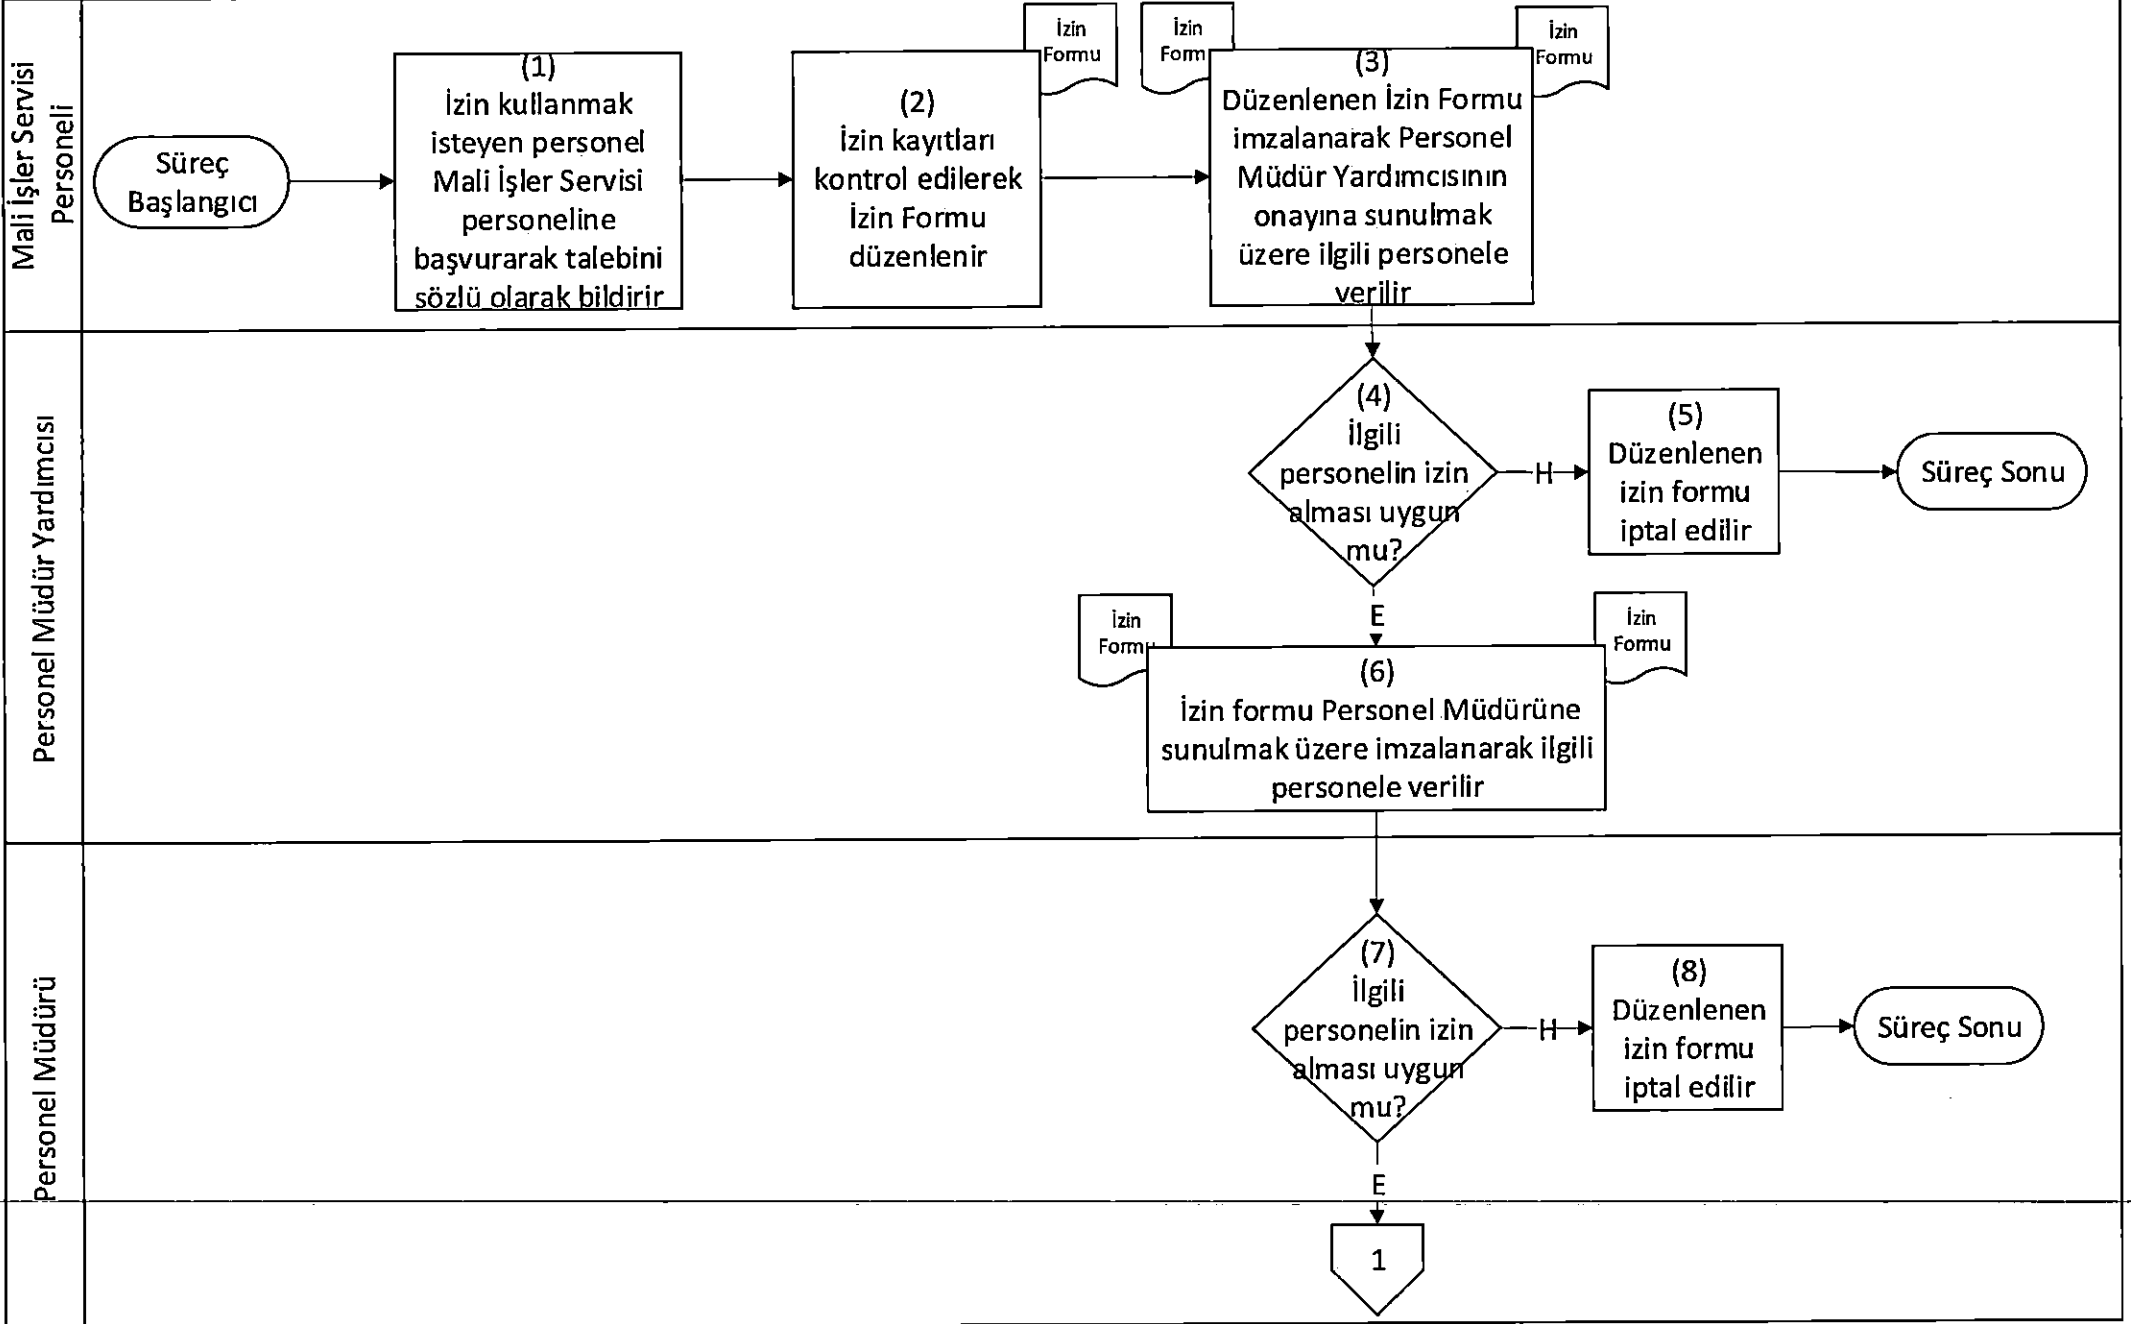 Mali İşler Servisi
Personeli
Süreç
Başlangıcı
(1)
İzin kullanmak
isteyen personel
Mali İşler Servisi
personeline
başvurarak talebini
sözlü olarak bildirir
İzin
Formu
(2)
İzin kayıtları
kontrol edilerek
İzin Formu
düzenlenir
İzin
Form
İzin
Formu
(3)
Düzenlenen İzin Formu
imzalanarak Personel
Müdür Yardımcısının
onayına sunulmak
üzere ilgili personele
verilir
Personel Müdür Yardımcısı
(4)
İlgili
personelin izin
alması uygun
mu?
H
(5)
Düzenlenen
izin formu
iptal edilir
Süreç Sonu
E
İzin
Formu
İzin
Formu
(6)
İzin formu Personel Müdürüne
sunulmak üzere imzalanarak ilgili
personele verilir
Personel Müdürü
(7)
İlgili
personelin izin
alması uygun
mu?
H
(8)
Düzenlenen
izin formu
iptal edilir
Süreç Sonu
E
1